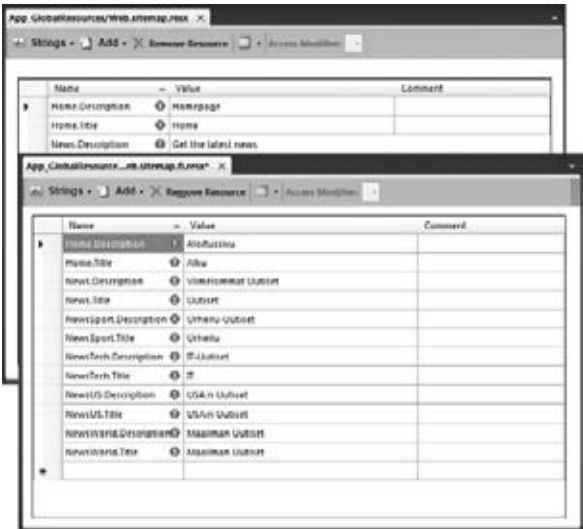 App_GlobalResources/Web.sitemap.resx
Strings Add Remove Resource Access Modifier:
Name Value Comment
Home.Description Homepage
Home.Title Home
News.Description Get the latest news
App_GlobalResource...eb.sitemap.fi.resx*
Strings Add Remove Resource Access Modifier:
Name Value Comment
Home.Description Aloitussivu
Home.Title Alku
News.Description Viimeisimmat Uutiset
News.Title Uutiset
NewsSport.Description Urheilu-Uutiset
NewsSport.Title Urheilu
NewsTech.Description IT-Uutiset
NewsTech.Title IT
NewsUS.Description USA:n Uutiset
NewsUS.Title USA:n Uutiset
NewsWorld.Description Maailman Uutiset
NewsWorld.Title Maailman Uutiset